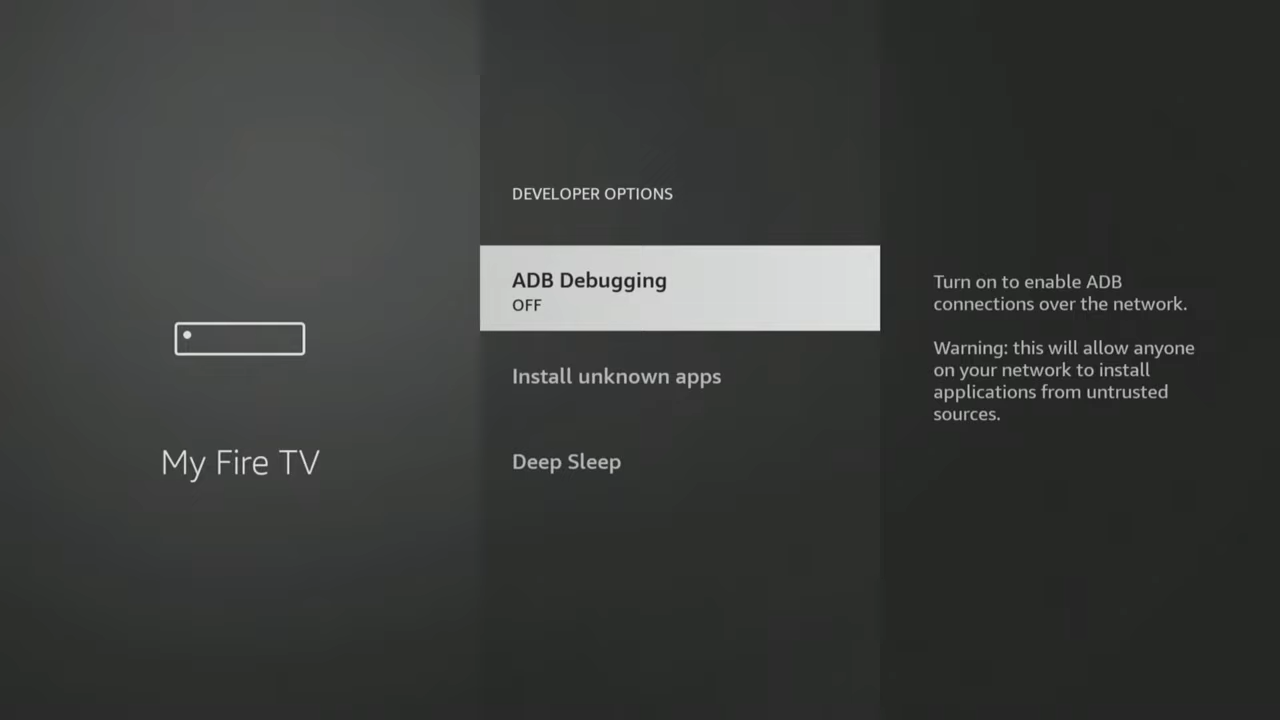 DEVELOPER OPTIONS
ADB Debugging
OFF
Install unknown apps
Deep Sleep
My Fire TV
Turn on to enable ADB
connections over the network.
Warning: this will allow anyone
on your network to install
applications from untrusted
sources.